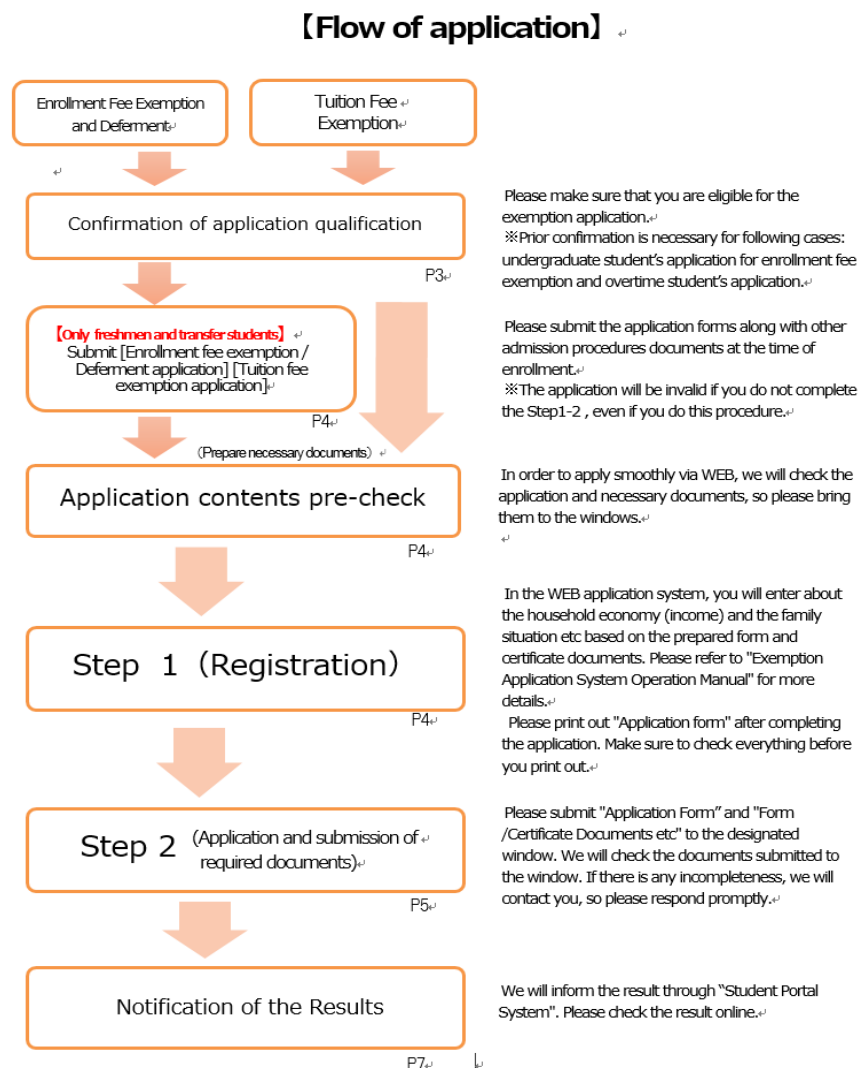 【Flow of application】
Enrollment Fee Exemption
and Deferment
Tuition Fee
Exemption
Confirmation of application qualification
P3
Please make sure that you are eligible for the
exemption application.
※Prior confirmation is necessary for following cases:
undergraduate student's application for enrollment fee
exemption and overtime student's application.
【Only freshmen and transfer students】
Submit [Enrollment fee exemption /
Deferment application] [Tuition fee
exemption application]
P4
Please submit the application forms along with other
admission procedures documents at the time of
enrollment.
※The application will be invalid if you do not complete
the Step1-2 , even if you do this procedure.
(Prepare necessary documents)
Application contents pre-check
P4
In order to apply smoothly via WEB, we will check the
application and necessary documents, so please bring
them to the windows.
Step 1（Registration）
P4
In the WEB application system, you will enter about
the household economy (income) and the family
situation etc based on the prepared form and
certificate documents. Please refer to "Exemption
Application System Operation Manual" for more
details.
Please print out "Application form" after completing
the application. Make sure to check everything before
you print out.
Step 2 (Application and submission of
required documents)
P5
Please submit "Application Form" and "Form
/Certificate Documents etc" to the designated
window. We will check the documents submitted to
the window. If there is any incompleteness, we will
contact you, so please respond promptly.
Notification of the Results
P7
We will inform the result through "Student Portal
System". Please check the result online.